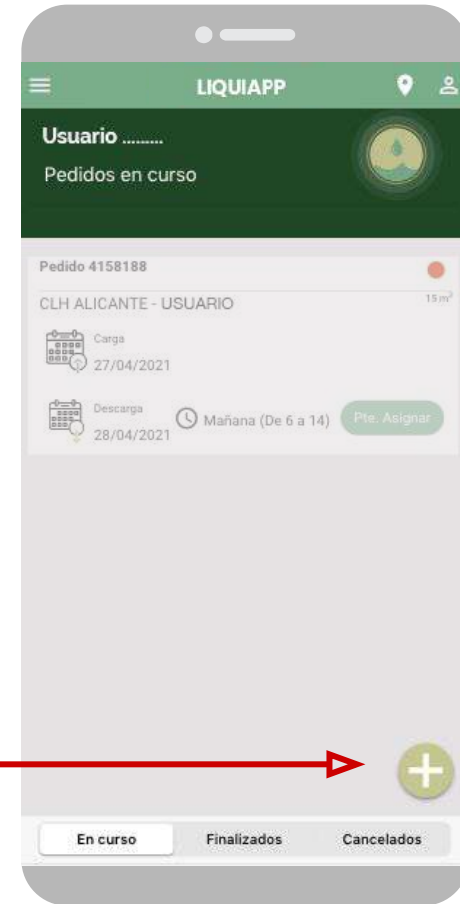 LIQUIAPP
Usuario .........
Pedidos en curso
Pedido 4158188
CLH ALICANTE - USUARIO
15 m³
Carga
27/04/2021
Descarga
28/04/2021
Mañana (De 6 a 14)
Pte. Asignar
En curso
Finalizados
Cancelados